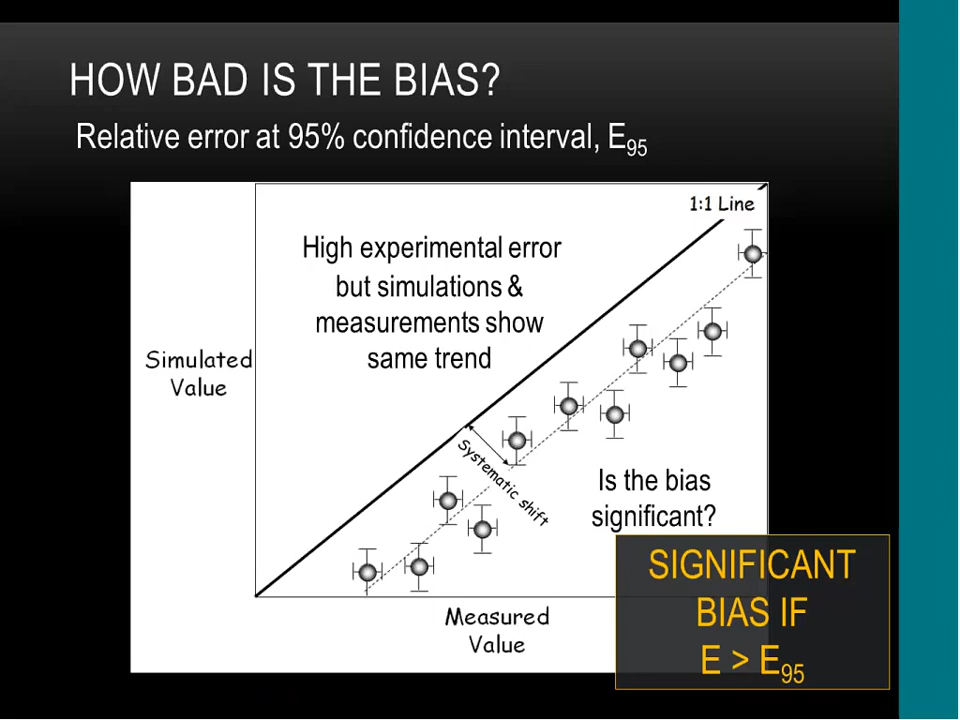 HOW BAD IS THE BIAS?
Relative error at 95% confidence interval, E95
1:1 Line
High experimental error
but simulations &
measurements show
same trend
Simulated
Value
Systematic shift
Is the bias
significant?
Measured
Value
SIGNIFICANT
BIAS IF
E > E95